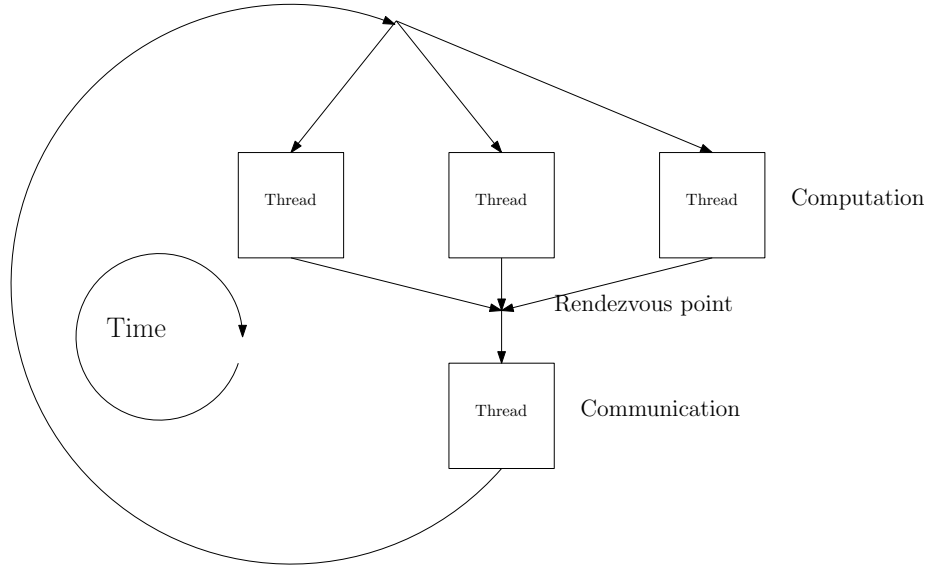 Thread
Thread
Thread
Computation
Rendezvous point
Time
Thread
Communication